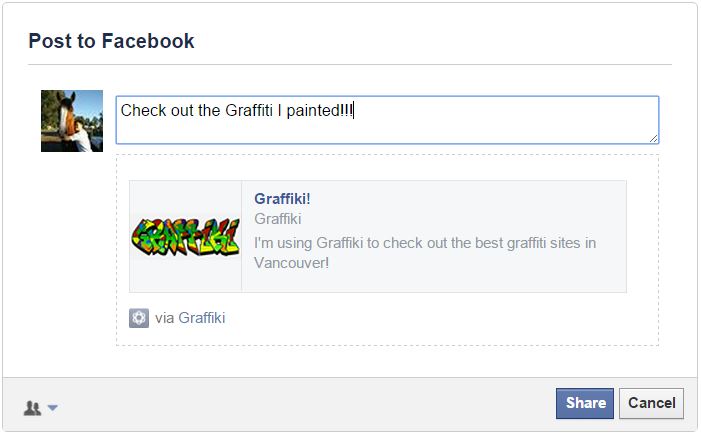 Post to Facebook
Check out the Graffiti I painted!!!
GRAFFIKI
Graffiki!
Graffiki
I'm using Graffiki to check out the best graffiti sites in
Vancouver!
via Graffiki
Share Cancel